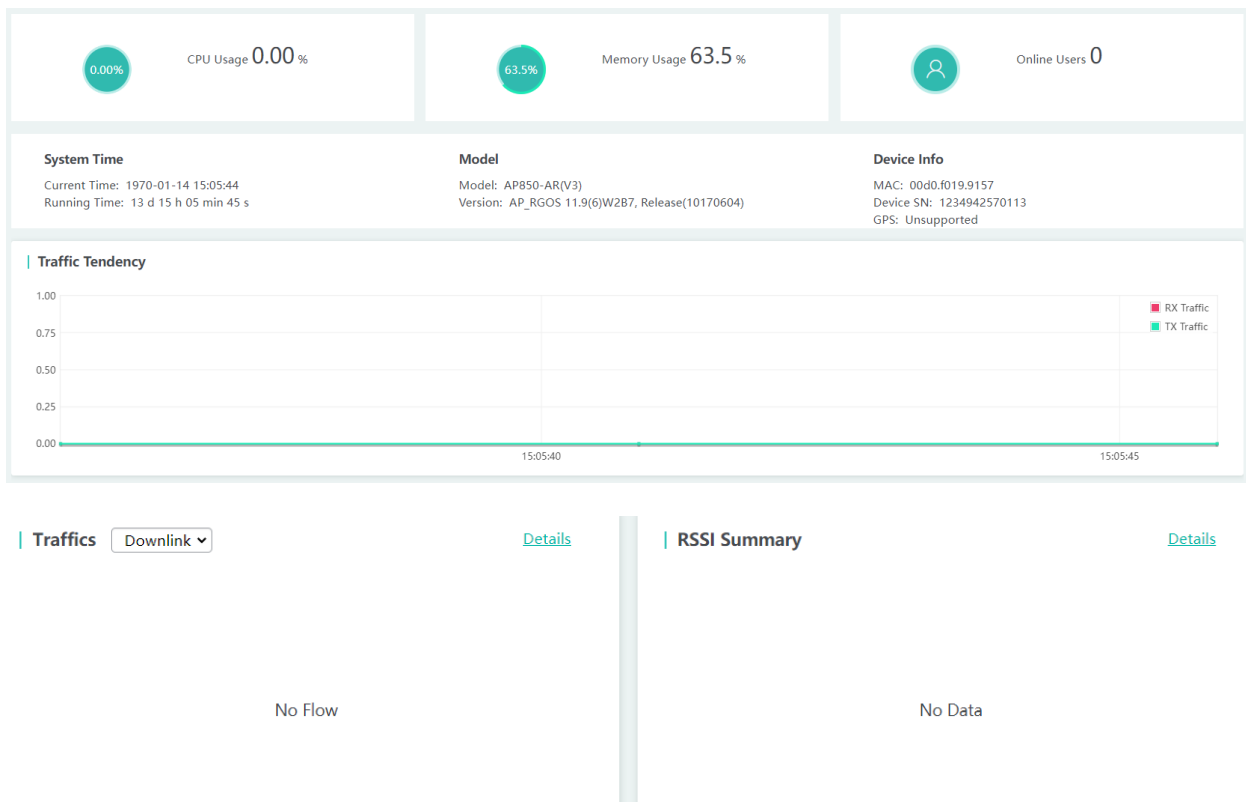 0.00%
CPU Usage 0.00 %
63.5%
Memory Usage 63.5 %
Online Users 0
System Time
Current Time: 1970-01-14 15:05:44
Running Time: 13 d 15 h 05 min 45 s
Model
Model: AP850-AR(V3)
Version: AP_RGOS 11.9(6)W2B7, Release(10170604)
Device Info
MAC: 00d0.f019.9157
Device SN: 1234942570113
GPS: Unsupported
Traffic Tendency
1.00
0.75
0.50
0.25
0.00
15:05:40
15:05:45
RX Traffic
TX Traffic
Traffics
Downlink
Details
No Flow
RSSI Summary
Details
No Data